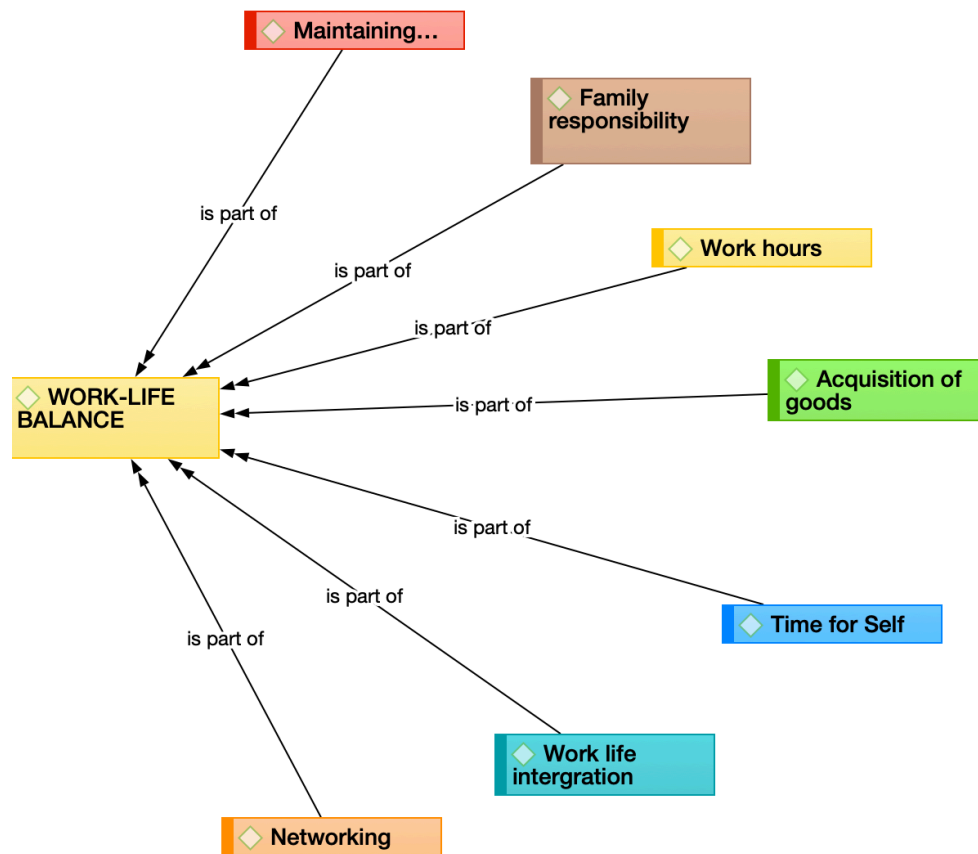 Maintaining…
Family
responsibility
is part of
Work hours
is part of
is part of
Acquisition of
goods
WORK-LIFE
BALANCE
is part of
is part of
is part of
Time for Self
is part of
Work life
intergration
Networking